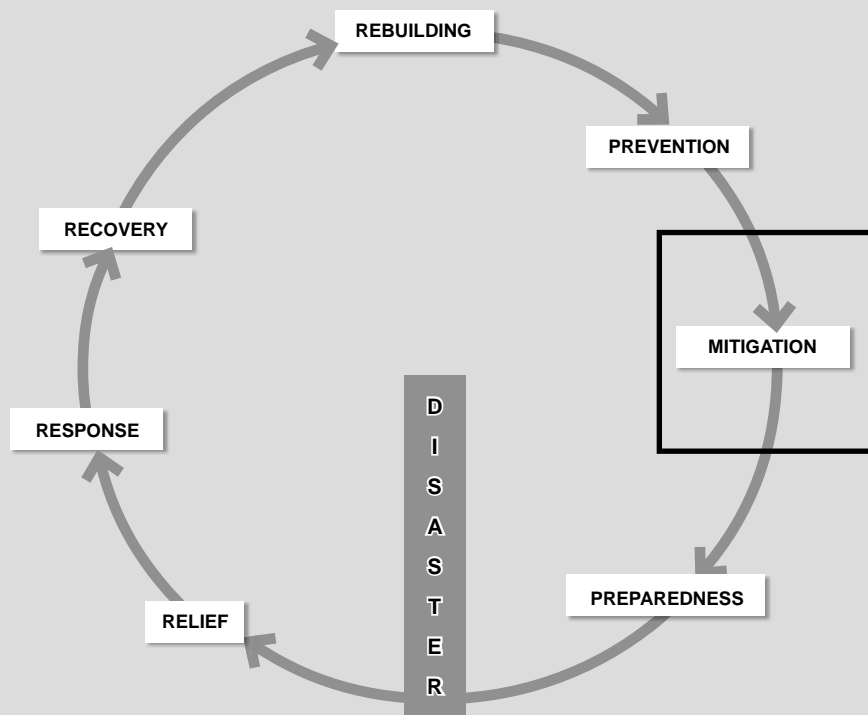 REBUILDING
PREVENTION
RECOVERY
MITIGATION
D
I
S
A
S
T
E
R
RESPONSE
PREPAREDNESS
RELIEF